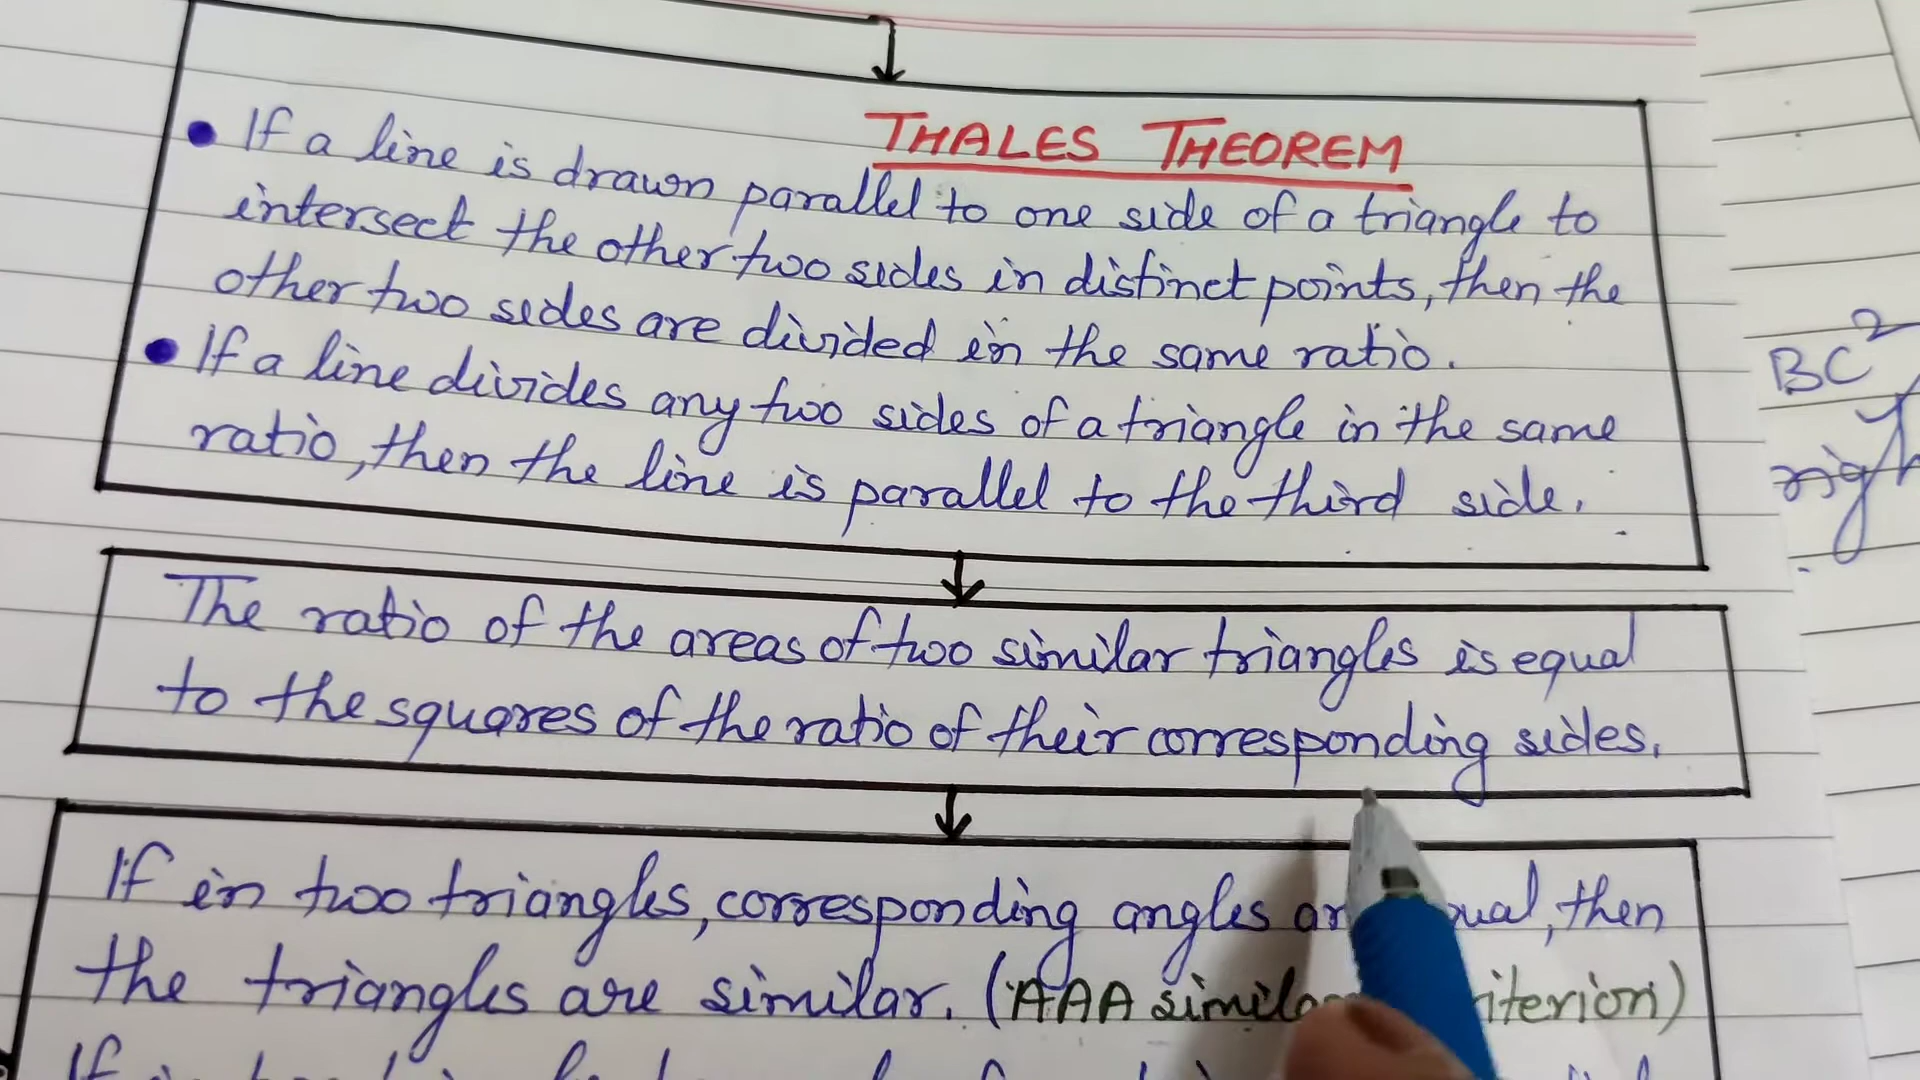 THALES THEOREM
If a line is drawn parallel to one side of a triangle to
intersect the other two sides in distinct points, then the
other two sides are divided in the same ratio.
If a line divides any two sides of a triangle in the same
ratio, then the line is parallel to the third side.
The ratio of the areas of two similar triangles is equal
to the squares of the ratio of their corresponding sides.
If in two triangles, corresponding angles then
the triangles are similar. (AAA
If
BC²